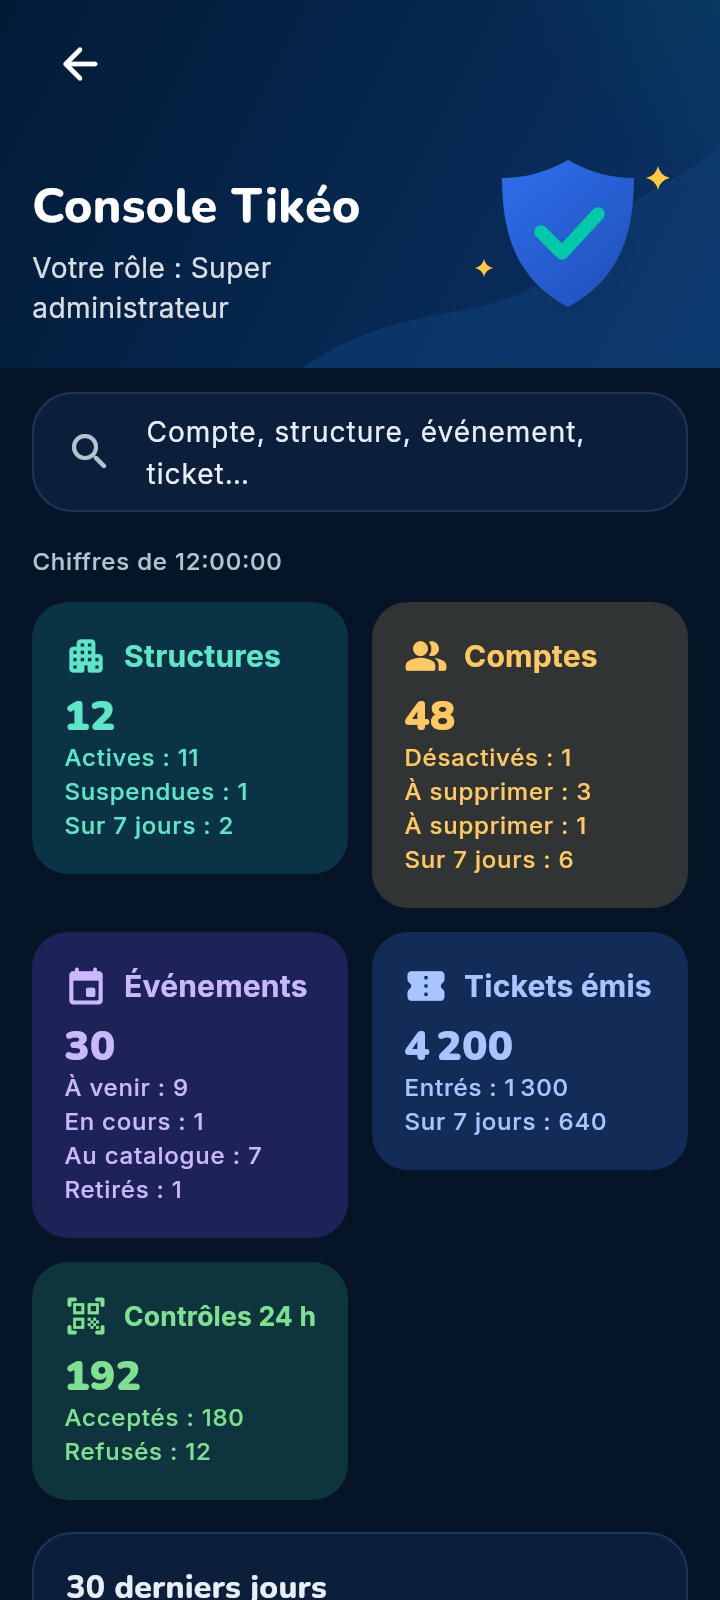 Console Tikéo
Votre rôle : Super
administrateur
Compte, structure, événement,
ticket...
Chiffres de 12:00:00
Structures
12
Actives : 11
Suspendues : 1
Sur 7 jours : 2
Comptes
48
Désactivés : 1
À supprimer : 3
À supprimer : 1
Sur 7 jours : 6
Événements
30
À venir : 9
En cours : 1
Au catalogue : 7
Retirés : 1
Tickets émis
4 200
Entrés : 1 300
Sur 7 jours : 640
Contrôles 24 h
192
Acceptés : 180
Refusés : 12
30 derniers jours